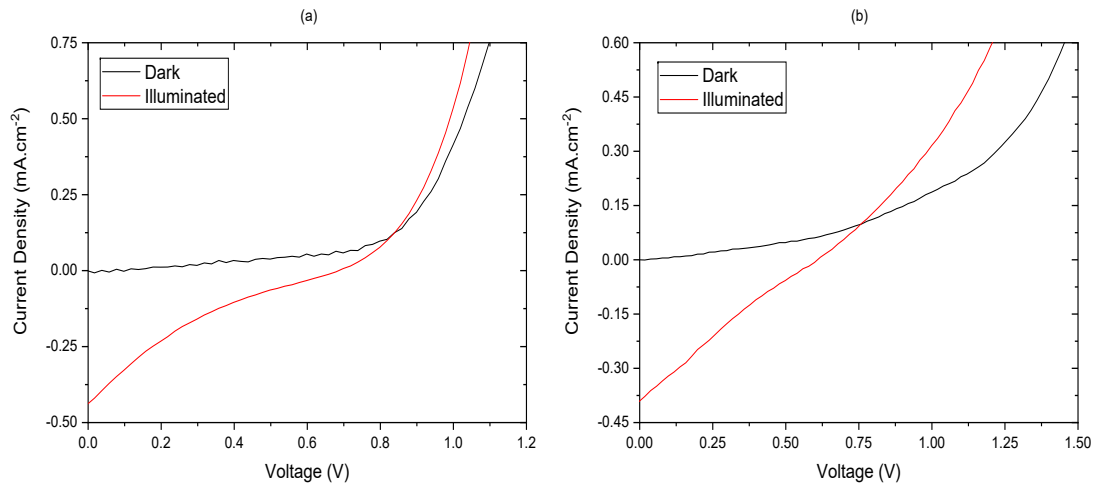 (a)
Dark
Illuminated
Current Density (mA.cm⁻²)
0.75
0.50
0.25
0.00
-0.25
-0.50
0.0 0.2 0.4 0.6 0.8 1.0 1.2
Voltage (V)
(b)
Dark
Illuminated
Current Density (mA.cm⁻²)
0.60
0.45
0.30
0.15
0.00
-0.15
-0.30
-0.45
0.00 0.25 0.50 0.75 1.00 1.25 1.50
Voltage (V)